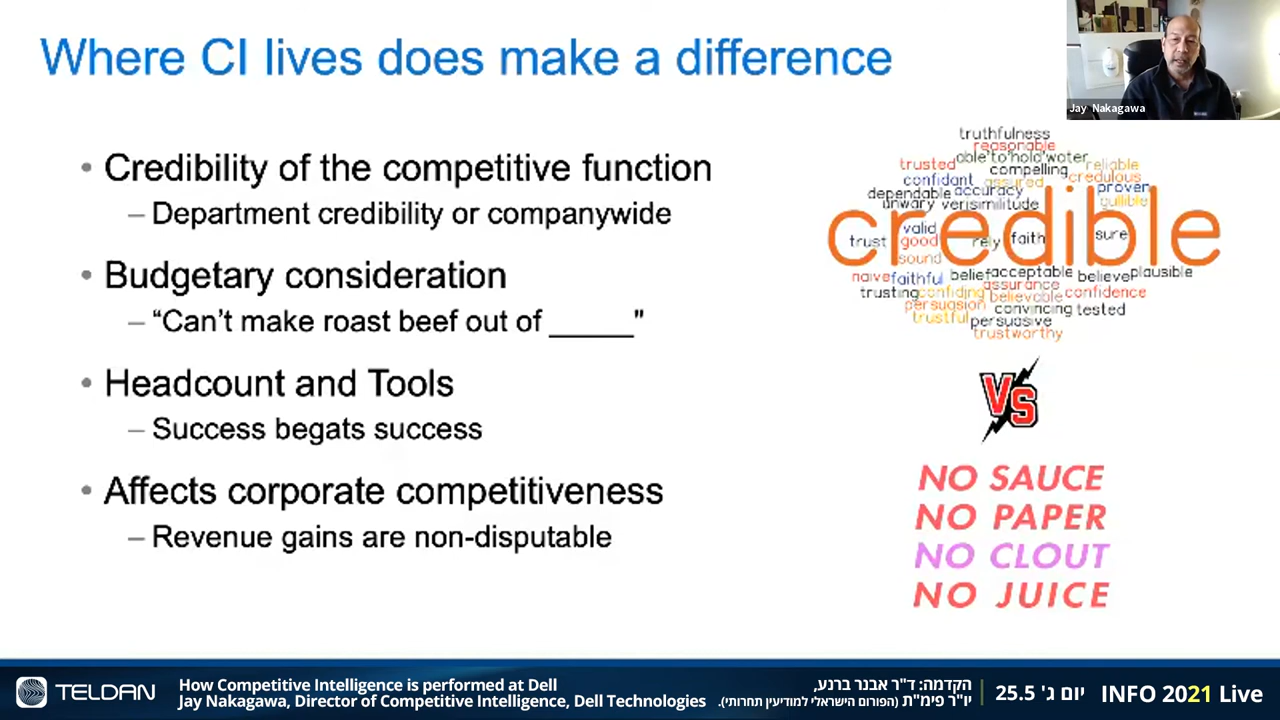 Where CI lives does make a difference
Jay Nakagawa
• Credibility of the competitive function
– Department credibility or companywide
• Budgetary consideration
– “Can’t make roast beef out of _____"
• Headcount and Tools
– Success begats success
• Affects corporate competitiveness
– Revenue gains are non-disputable
truthfulness
reasonable
trusted able to hold water reliable
compelling credulous
confidant assured proven
dependable accuracy gullible
unwary verisimilitude
credible
valid
trust good rely faith sure
sound
naive faithful belief acceptable believe plausible
assurance
trusting confiding believable confidence
persuasion convincing tested
trustful persuasive
trustworthy
VS
NO SAUCE
NO PAPER
NO CLOUT
NO JUICE
TELDAN
How Competitive Intelligence is performed at Dell
Jay Nakagawa, Director of Competitive Intelligence, Dell Technologies
הקדמה: ד"ר אבנר ברנע,
יו"ר פימ"ת (הפורום הישראלי למודיעין תחרותי).
יום ג' 25.5
INFO 2021 Live